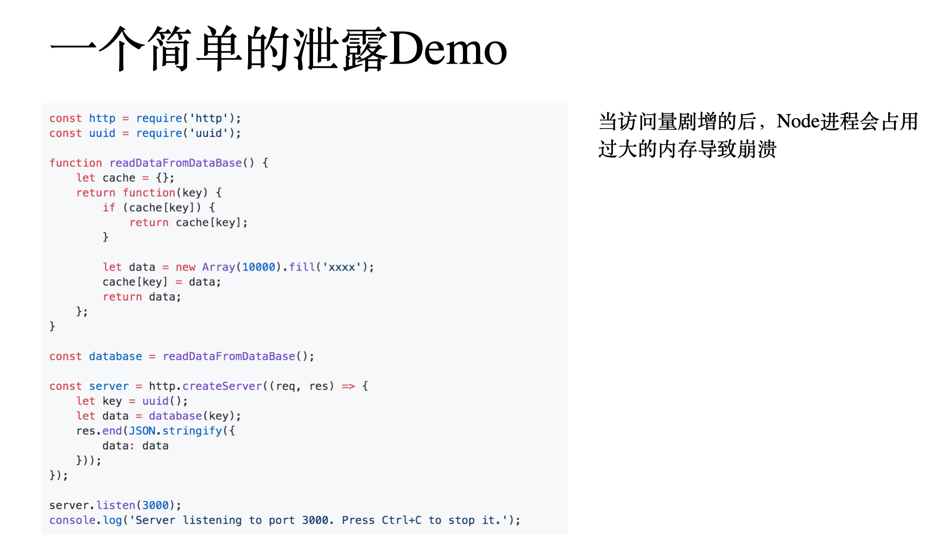 一个简单的泄露Demo
const http = require('http');
const uuid = require('uuid');
function readDataFromDataBase() {
    let cache = {};
    return function(key) {
        if (cache[key]) {
            return cache[key];
        }
        let data = new Array(10000).fill('xxxx');
        cache[key] = data;
        return data;
    };
}
const database = readDataFromDataBase();
const server = http.createServer((req, res) => {
    let key = uuid();
    let data = database(key);
    res.end(JSON.stringify({
        data: data
    }));
});
server.listen(3000);
console.log('Server listening to port 3000. Press Ctrl+C to stop it.');
当访问量剧增的后，Node进程会占用
过大的内存导致崩溃